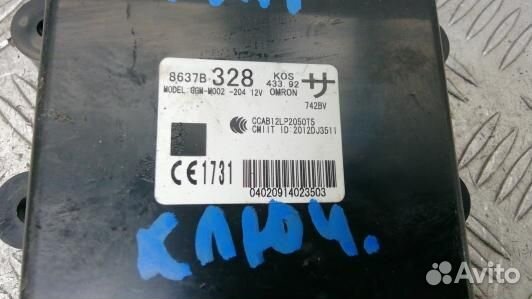 8637B 328 KOS
433.92
MODEL GGM-M002 -204 12V OMRON
742BV
CCAB12LP2050T5
CMIIT ID 2012DJ3511
CE1731
04020914023503
ключ.
Avito